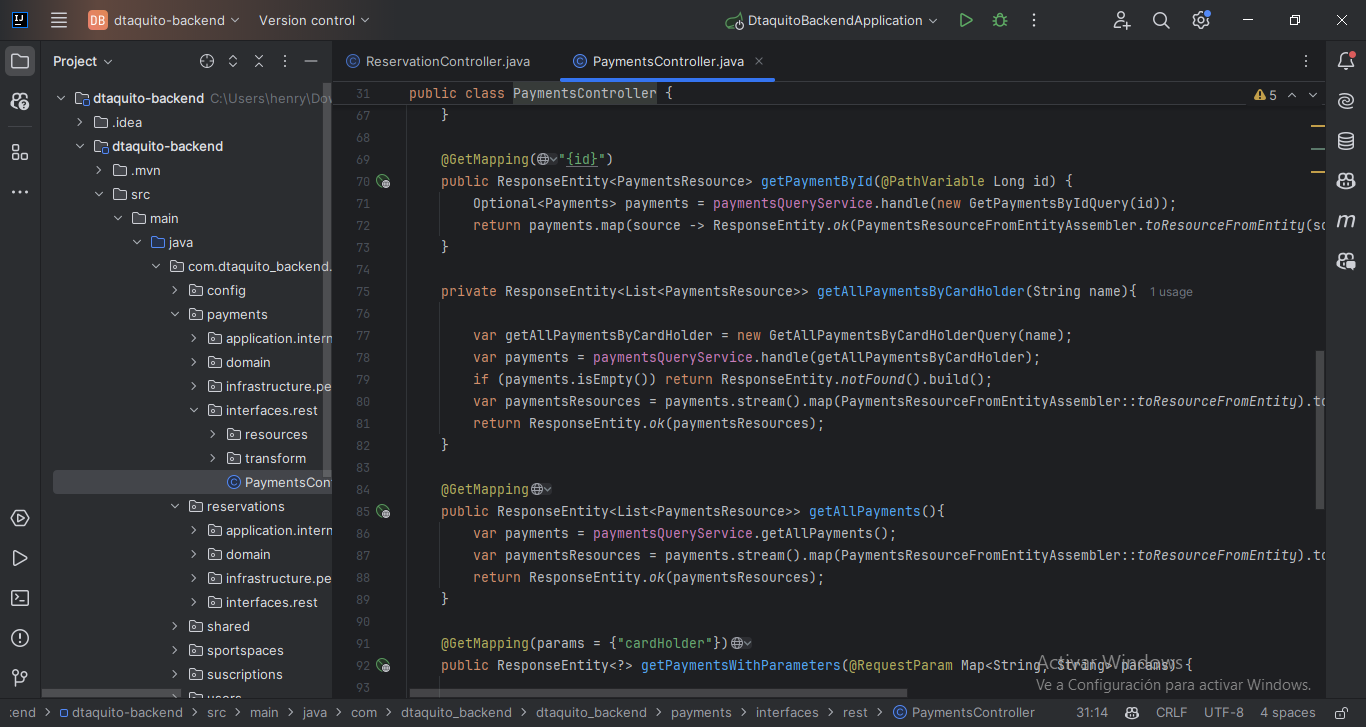 IJ
DB dtaquito-backend Version control DtaquitoBackendApplication
Project
ReservationController.java PaymentsController.java
dtaquito-backend C:\Users\henry\Do
.idea
dtaquito-backend
.mvn
src
main
java
com.dtaquito_backend.
config
payments
application.intern
domain
infrastructure.pe
interfaces.rest
resources
transform
PaymentsCon
reservations
application.intern
domain
infrastructure.pe
interfaces.rest
shared
sportspaces
suscriptions
users
31 public class PaymentsController {
5
67 }
68
69 @GetMapping("{id}")
70 public ResponseEntity<PaymentsResource> getPaymentById(@PathVariable Long id) {
71 Optional<Payments> payments = paymentsQueryService.handle(new GetPaymentsByIdQuery(id));
72 return payments.map(source -> ResponseEntity.ok(PaymentsResourceFromEntityAssembler.toResourceFromEntity(so
73 }
74
75 private ResponseEntity<List<PaymentsResource>> getAllPaymentsByCardHolder(String name){ 1 usage
76
77 var getAllPaymentsByCardHolder = new GetAllPaymentsByCardHolderQuery(name);
78 var payments = paymentsQueryService.handle(getAllPaymentsByCardHolder);
79 if (payments.isEmpty()) return ResponseEntity.notFound().build();
80 var paymentsResources = payments.stream().map(PaymentsResourceFromEntityAssembler::toResourceFromEntity).to
81 return ResponseEntity.ok(paymentsResources);
82 }
83
84 @GetMapping
85 public ResponseEntity<List<PaymentsResource>> getAllPayments(){
86 var payments = paymentsQueryService.getAllPayments();
87 var paymentsResources = payments.stream().map(PaymentsResourceFromEntityAssembler::toResourceFromEntity).to
88 return ResponseEntity.ok(paymentsResources);
89 }
90
91 @GetMapping(params = {"cardHolder"})
92 public ResponseEntity<?> getPaymentsWithParameters(@RequestParam Map<String, String> params) {
93
m
Activar Windows
Ve a Configuración para activar Windows.
:end > dtaquito-backend > src > main > java > com > dtaquito_backend > dtaquito_backend > payments > interfaces > rest > PaymentsController 31:14 CRLF UTF-8 4 spaces